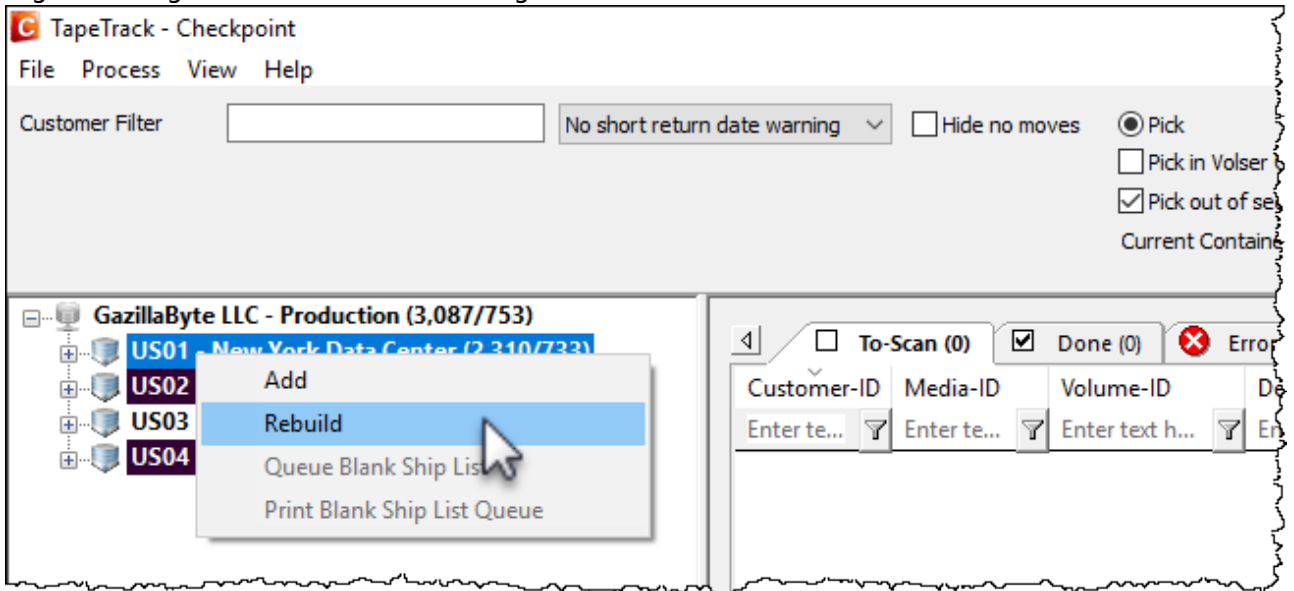 TapeTrack - Checkpoint
File Process View Help
Customer Filter No short return date warning Hide no moves Pick
Pick in Volser
Pick out of
Current
GazillaByte LLC - Production (3,087/753)
US01 - New York Data Center (2,310/733)
US02
US03
US04
Add
Rebuild
Queue Blank Ship List
Print Blank Ship List Queue
To-Scan (0) Done (0) Error
Customer-ID Media-ID Volume-ID
Enter te... Enter te... Enter text h...